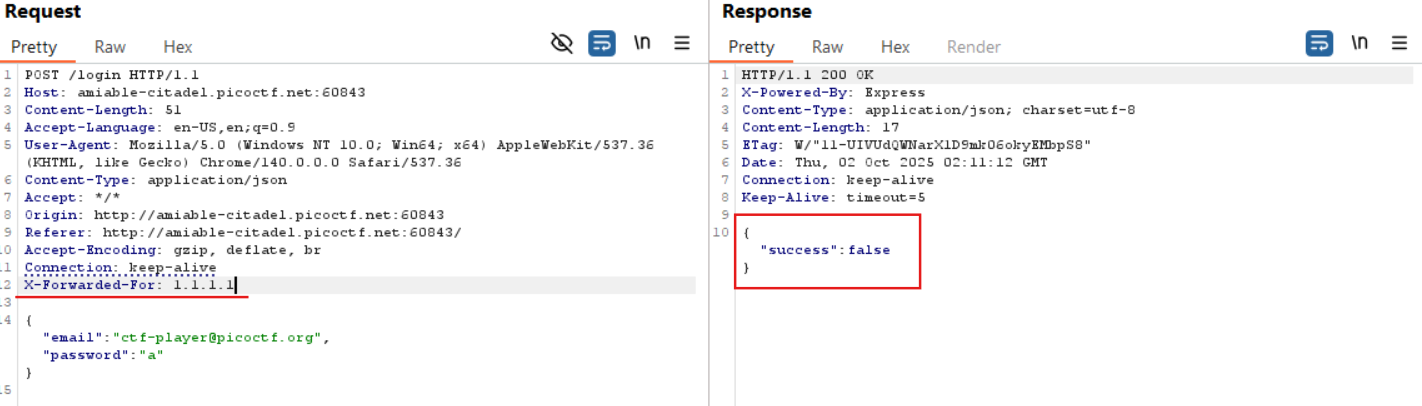 Request
Pretty Raw Hex \n
1 POST /login HTTP/1.1
2 Host: amiable-citadel.picoctf.net:60843
3 Content-Length: 51
4 Accept-Language: en-US,en;q=0.9
5 User-Agent: Mozilla/5.0 (Windows NT 10.0; Win64; x64) AppleWebKit/537.36
(KHTML, like Gecko) Chrome/140.0.0.0 Safari/537.36
6 Content-Type: application/json
7 Accept: */*
8 Origin: http://amiable-citadel.picoctf.net:60843
9 Referer: http://amiable-citadel.picoctf.net:60843/
10 Accept-Encoding: gzip, deflate, br
11 Connection: keep-alive
12 X-Forwarded-For: 1.1.1.1
13
14 {
"email":"ctf-player@picoctf.org",
"password":"a"
}
15
Response
Pretty Raw Hex Render \n
1 HTTP/1.1 200 OK
2 X-Powered-By: Express
3 Content-Type: application/json; charset=utf-8
4 Content-Length: 17
5 ETag: W/"11-UIVUdQWNarX1D9mk06okyEMbpS8"
6 Date: Thu, 02 Oct 2025 02:11:12 GMT
7 Connection: keep-alive
8 Keep-Alive: timeout=5
9
10 {
"success":false
}